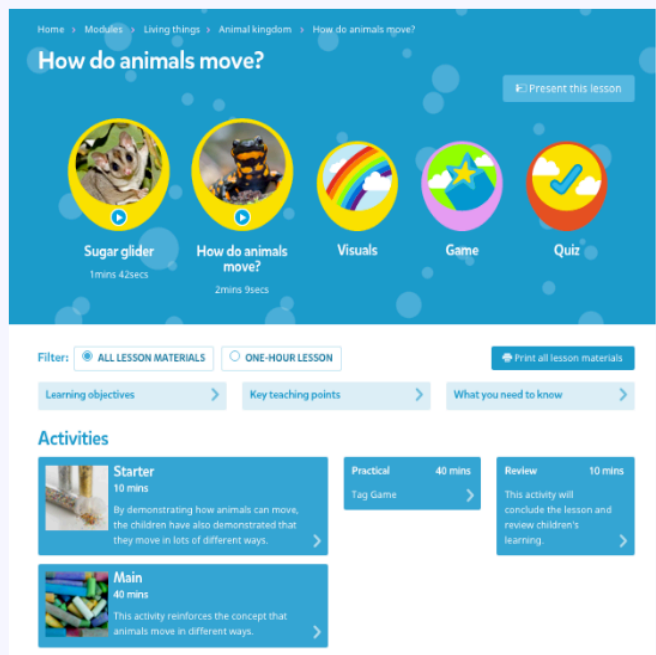 Home > Modules > Living things > Animal kingdom > How do animals move?
How do animals move?
Present this lesson
Sugar glider
1mins 42secs
How do animals
move?
2mins 9secs
Visuals
Game
Quiz
Filter: ALL LESSON MATERIALS ONE-HOUR LESSON
Print all lesson materials
Learning objectives
Key teaching points
What you need to know
Activities
Starter
10 mins
By demonstrating how animals can move,
the children have also demonstrated that
they move in lots of different ways.
Practical 40 mins
Tag Game
Review 10 mins
This activity will
conclude the lesson and
review children's
learning.
Main
40 mins
This activity reinforces the concept that
animals move in different ways.